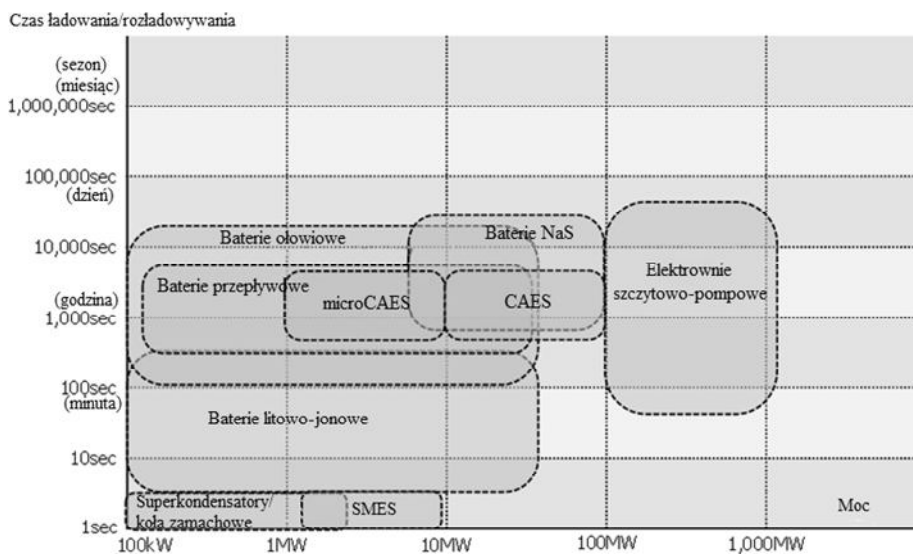 Czas ładowania/rozładowywania
(sezon)
(miesiąc)
1,000,000sec
100,000sec
(dzień)
10,000sec
(godzina)
1,000sec
100sec
(minuta)
10sec
1sec
Baterie ołowiowe
Baterie NaS
Baterie przepływowe
microCAES
CAES
Elektrownie
szczytowo-pompowe
Baterie litowo-jonowe
Superkondensatory/
koła zamachowe
SMES
Moc
100kW
1MW
10MW
100MW
1,000MW